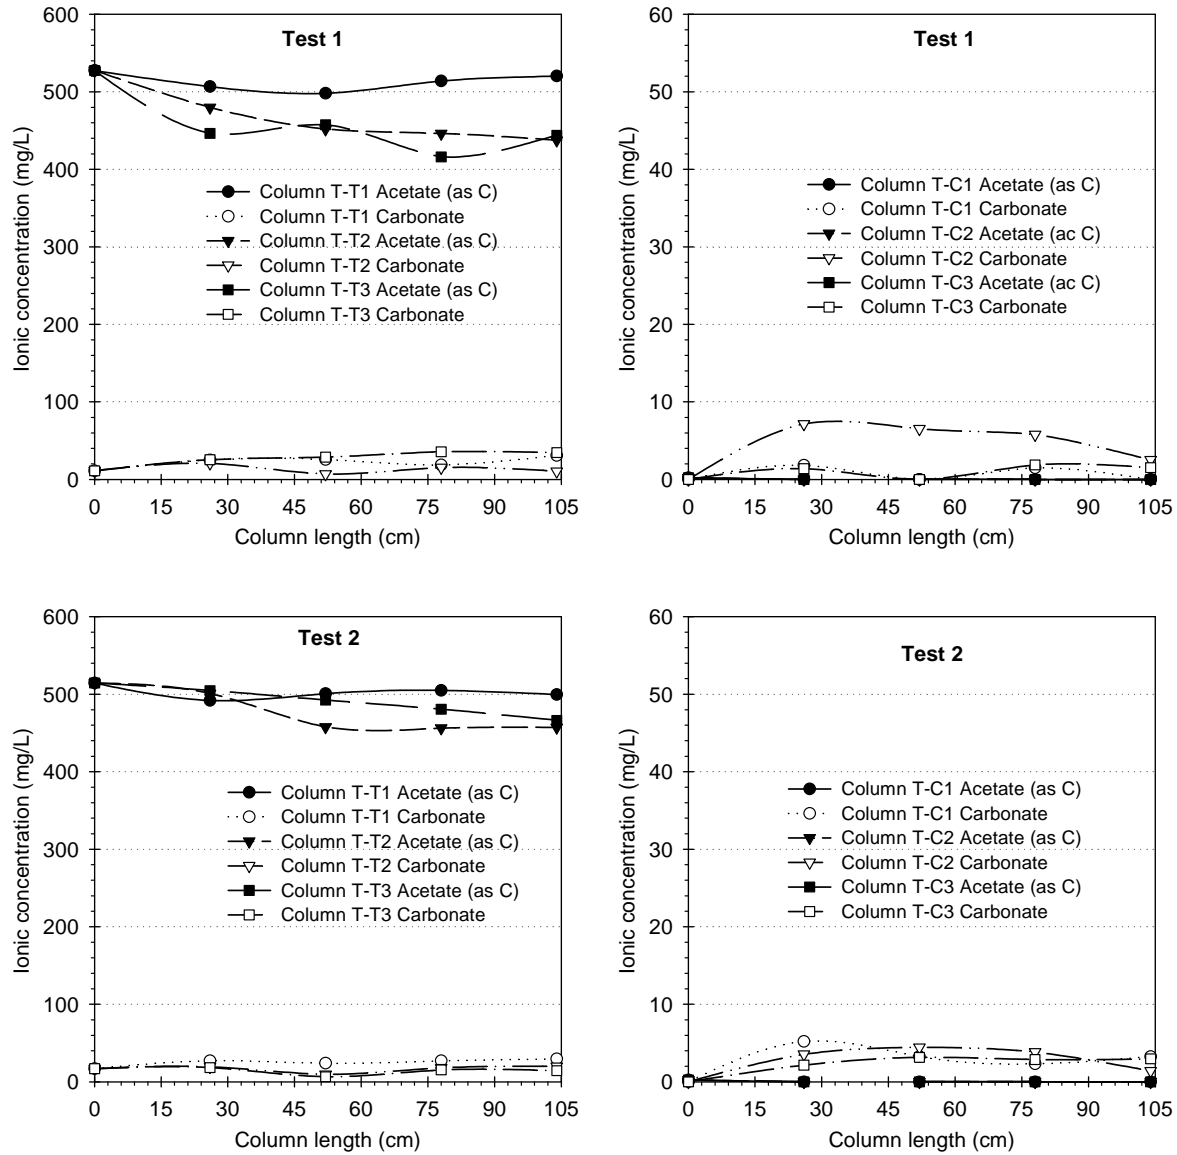 Test 1
600
500
400
300
200
100
0
Ionic concentration (mg/L)
Column T-T1 Acetate (as C)
Column T-T1 Carbonate
Column T-T2 Acetate (as C)
Column T-T2 Carbonate
Column T-T3 Acetate (as C)
Column T-T3 Carbonate
0 15 30 45 60 75 90 105
Column length (cm)
Test 1
60
50
40
30
20
10
0
Ionic concentration (mg/L)
Column T-C1 Acetate (as C)
Column T-C1 Carbonate
Column T-C2 Acetate (ac C)
Column T-C2 Carbonate
Column T-C3 Acetate (ac C)
Column T-C3 Carbonate
0 15 30 45 60 75 90 105
Column length (cm)
Test 2
600
500
400
300
200
100
0
Ionic concentration (mg/L)
Column T-T1 Acetate (as C)
Column T-T1 Carbonate
Column T-T2 Acetate (as C)
Column T-T2 Carbonate
Column T-T3 Acetate (as C)
Column T-T3 Carbonate
0 15 30 45 60 75 90 105
Column length (cm)
Test 2
60
50
40
30
20
10
0
Ionic concentration (mg/L)
Column T-C1 Acetate (as C)
Column T-C1 Carbonate
Column T-C2 Acetate (as C)
Column T-C2 Carbonate
Column T-C3 Acetate (as C)
Column T-C3 Carbonate
0 15 30 45 60 75 90 105
Column length (cm)